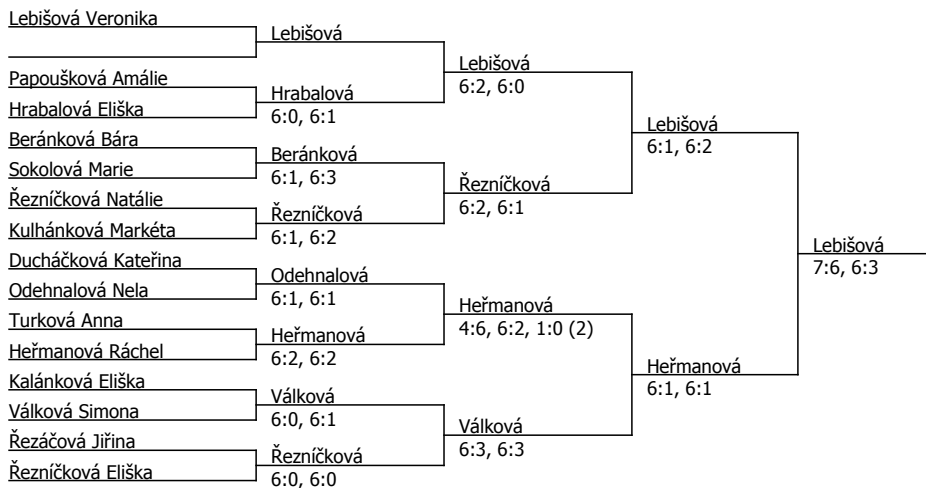 Lebišová Veronika
Papoušková Amálie
Hrabalová Eliška
Beránková Bára
Sokolová Marie
Řezníčková Natálie
Kulhánková Markéta
Ducháčková Kateřina
Odehnalová Nela
Turková Anna
Heřmanová Ráchel
Kalánková Eliška
Válková Simona
Řezáčová Jiřina
Řezníčková Eliška
Lebišová
Hrabalová
6:0, 6:1
Beránková
6:1, 6:3
Řezníčková
6:1, 6:2
Odehnalová
6:1, 6:1
Heřmanová
6:2, 6:2
Válková
6:0, 6:1
Řezníčková
6:0, 6:0
Lebišová
6:2, 6:0
Řezníčková
6:2, 6:1
Heřmanová
4:6, 6:2, 1:0 (2)
Válková
6:3, 6:3
Lebišová
6:1, 6:2
Heřmanová
6:1, 6:1
Lebišová
7:6, 6:3